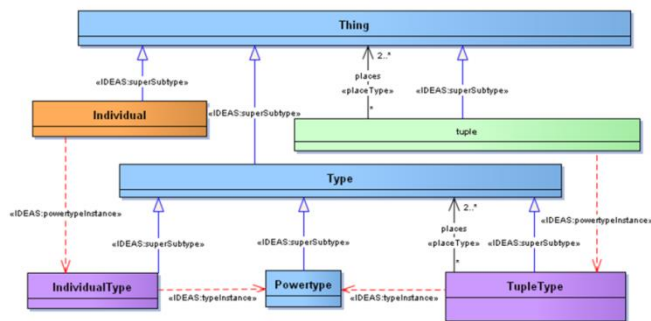 Thing
2..*
«IDEAS:superSubtype»
places
«placeType»
«IDEAS:superSubtype»
*
Individual
«IDEAS:superSubtype»
tuple
Type
«IDEAS:powertypeInstance»
2..*
«IDEAS:powertypeInstance»
places
«placeType»
«IDEAS:superSubtype»
«IDEAS:superSubtype»
«IDEAS:superSubtype»
*
IndividualType
Powertype
TupleType
«IDEAS:typeInstance»
«IDEAS:typeInstance»